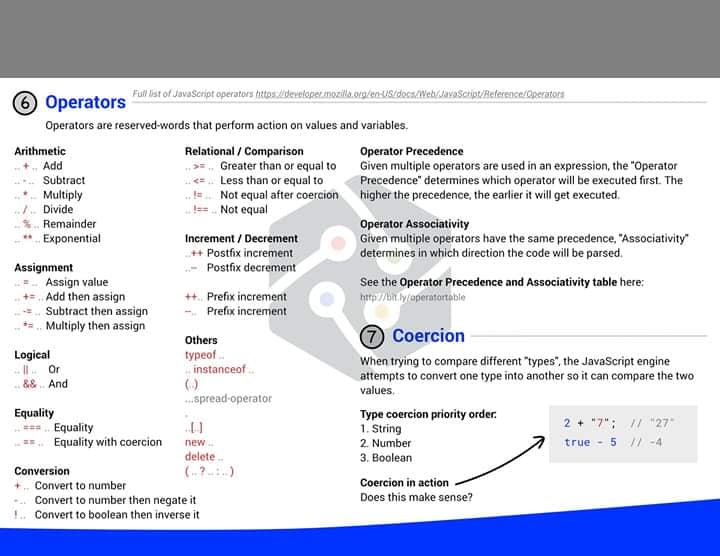 6 Operators Full list of JavaScript operators https://developer.mozilla.org/en-US/docs/Web/JavaScript/Reference/Operators
Operators are reserved-words that perform action on values and variables.
Arithmetic
.. + .. Add
.. - .. Subtract
.. * .. Multiply
.. / .. Divide
.. % .. Remainder
.. ** .. Exponential
Assignment
.. = .. Assign value
.. += .. Add then assign
.. -= .. Subtract then assign
.. *= .. Multiply then assign
Logical
.. || .. Or
.. && .. And
Equality
.. === .. Equality
.. == .. Equality with coercion
Conversion
+ .. Convert to number
- .. Convert to number then negate it
! .. Convert to boolean then inverse it
Relational / Comparison
.. >= .. Greater than or equal to
.. <= .. Less than or equal to
.. != .. Not equal after coercion
.. !== .. Not equal
Increment / Decrement
..++ Postfix increment
..-- Postfix decrement
++.. Prefix increment
--.. Prefix increment
Others
typeof ..
.. instanceof ..
(..)
...spread-operator
.
..[..]
new ..
delete ..
( .. ? .. : .. )
Operator Precedence
Given multiple operators are used in an expression, the "Operator
Precedence" determines which operator will be executed first. The
higher the precedence, the earlier it will get executed.
Operator Associativity
Given multiple operators have the same precedence, "Associativity"
determines in which direction the code will be parsed.
See the Operator Precedence and Associativity table here:
http://bit.ly/operatortable
7 Coercion
When trying to compare different "types", the JavaScript engine
attempts to convert one type into another so it can compare the two
values.
Type coercion priority order:
1. String
2. Number
3. Boolean
Coercion in action
Does this make sense?
2 + "7"; // "27"
true - 5 // -4